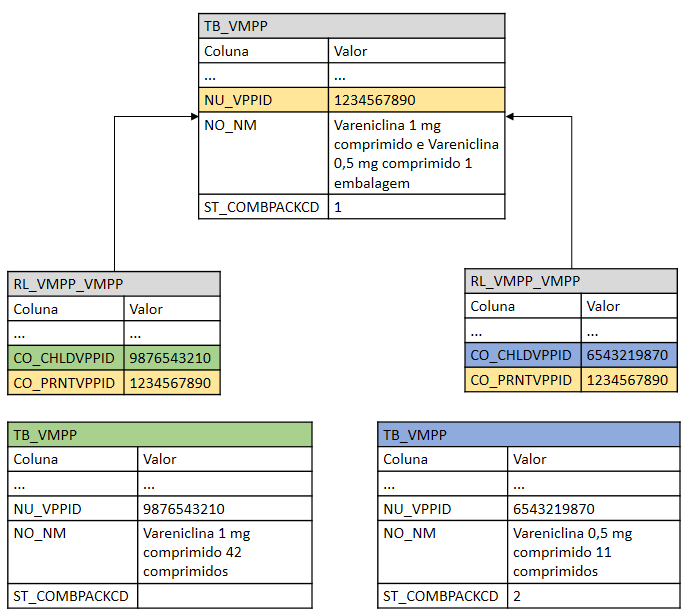 TB_VMPP
Coluna Valor
... ...
NU_VPPID 1234567890
NO_NM Vareniclina 1 mg
comprimido e Vareniclina
0,5 mg comprimido 1
embalagem
ST_COMBPACKCD 1
RL_VMPP_VMPP
Coluna Valor
... ...
CO_CHLDVPPID 9876543210
CO_PRNTVPPID 1234567890
RL_VMPP_VMPP
Coluna Valor
... ...
CO_CHLDVPPID 6543219870
CO_PRNTVPPID 1234567890
TB_VMPP
Coluna Valor
... ...
NU_VPPID 9876543210
NO_NM Vareniclina 1 mg
comprimido 42
comprimidos
ST_COMBPACKCD
TB_VMPP
Coluna Valor
... ...
NU_VPPID 6543219870
NO_NM Vareniclina 0,5 mg
comprimido 11
comprimidos
ST_COMBPACKCD 2